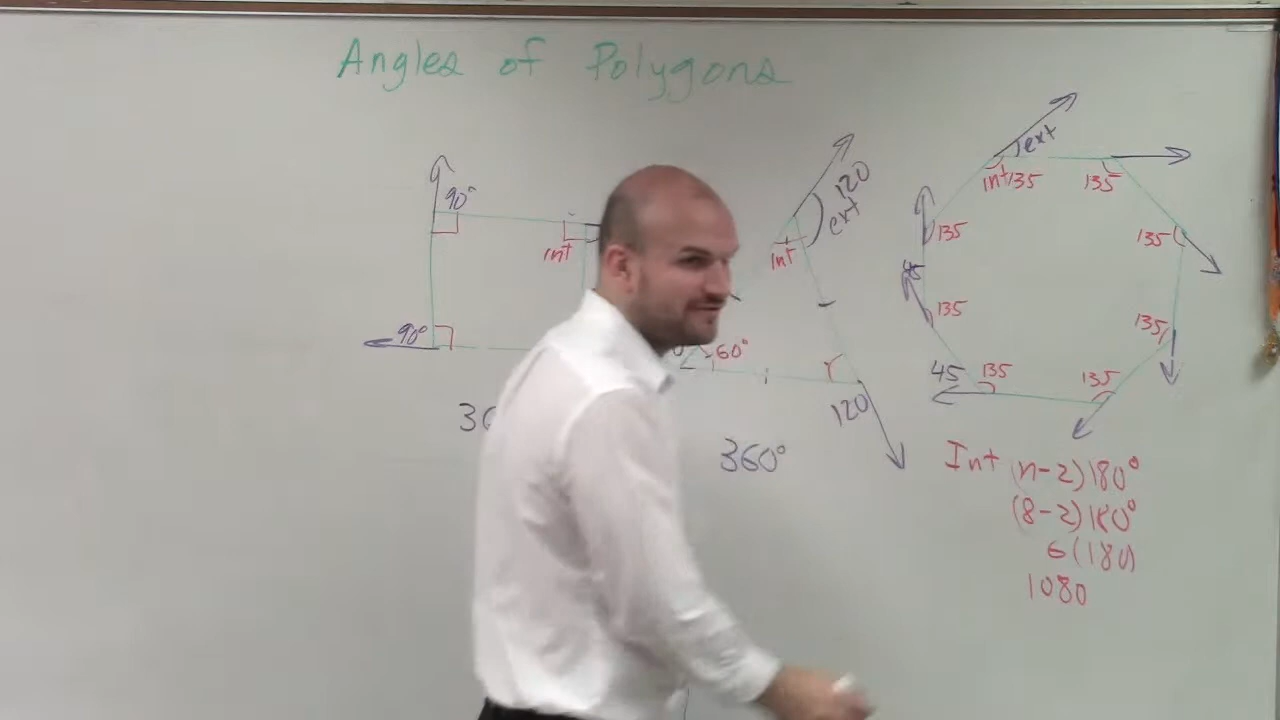 Angles of Polygons
90°
int
90°
120
ext
int
60°
120
360°
ext
int 135
135
135
135
45
135
135
45
135
135
Int (n-2)180°
(8-2)180°
6(180)
1080